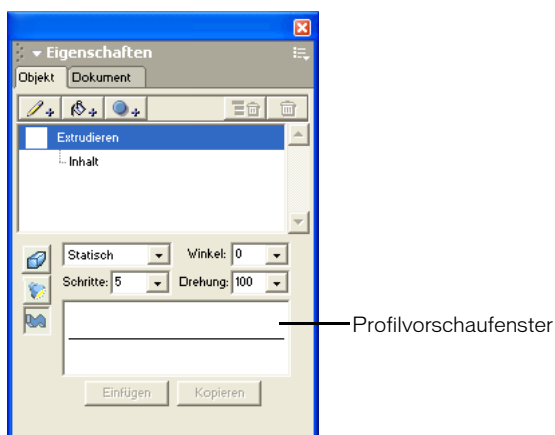 Eigenschaften
Objekt Dokument
Extrudieren
Inhalt
Statisch Winkel: 0
Schritte: 5 Drehung: 100
Profilvorschaufenster
Einfügen Kopieren